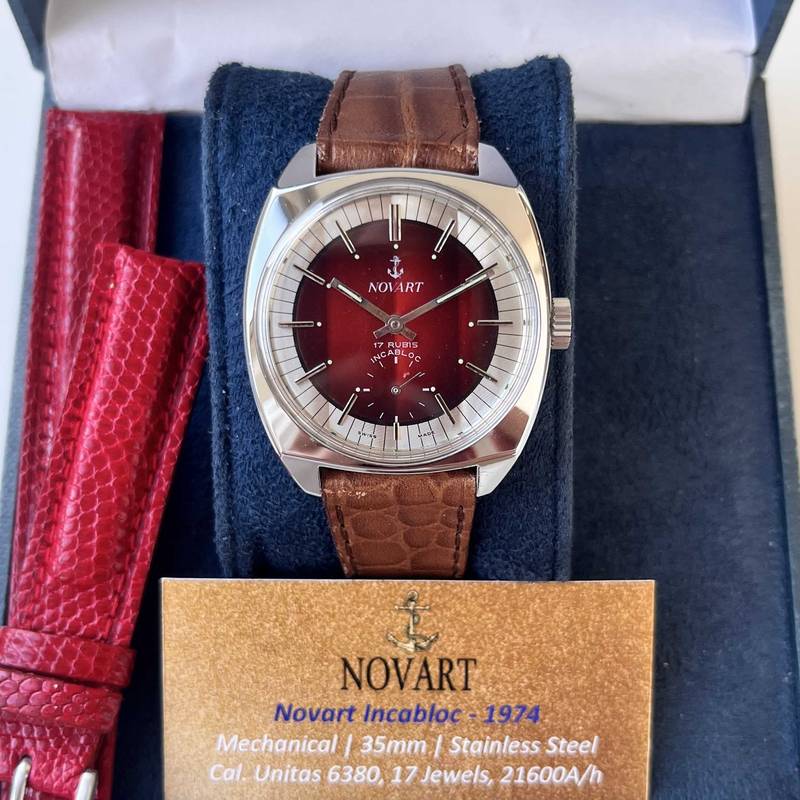 NOVART
17 RUBIS
INCABLOC
SWISS MADE
NOVART
Novart Incabloc - 1974
Mechanical | 35mm | Stainless Steel
Cal. Unitas 6380, 17 Jewels, 21600A/h